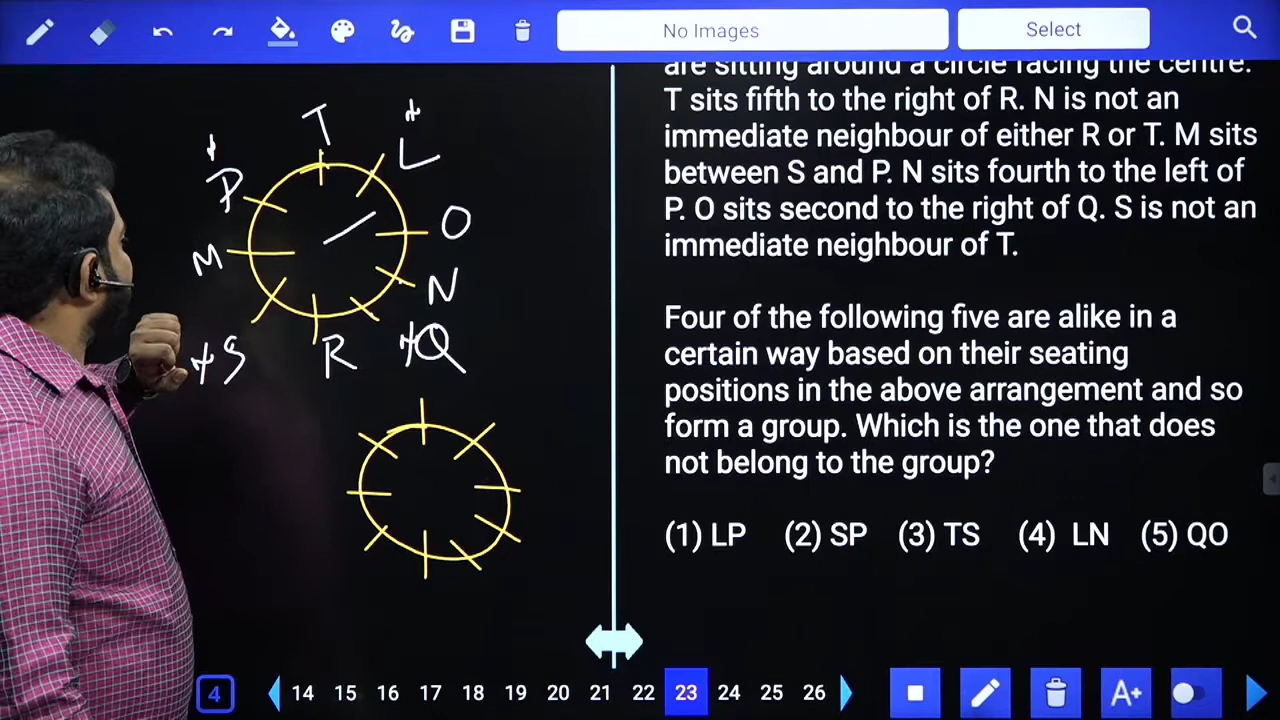 No Images
Select
are sitting around a circle facing the centre.
T sits fifth to the right of R. N is not an
immediate neighbour of either R or T. M sits
between S and P. N sits fourth to the left of
P. O sits second to the right of Q. S is not an
immediate neighbour of T.
Four of the following five are alike in a
certain way based on their seating
positions in the above arrangement and so
form a group. Which is the one that does
not belong to the group?
(1) LP (2) SP (3) TS (4) LN (5) QO
T
L
P
O
M
N
S
R
Q
4
14 15 16 17 18 19 20 21 22 23 24 25 26
A+